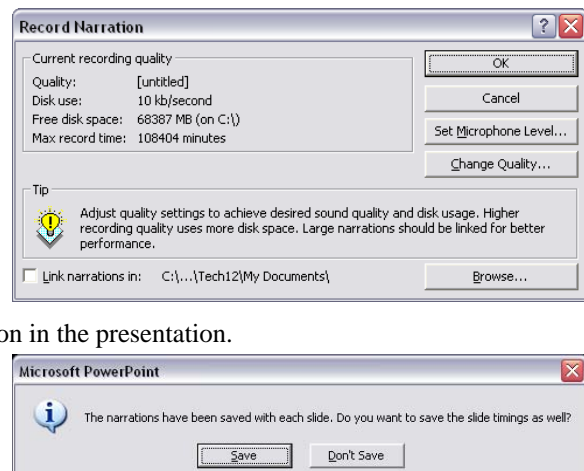 Record Narration
Current recording quality
Quality: [untitled]
Disk use: 10 kb/second
Free disk space: 68387 MB (on C:\)
Max record time: 108404 minutes
OK
Cancel
Set Microphone Level...
Change Quality...
Tip
Adjust quality settings to achieve desired sound quality and disk usage. Higher
recording quality uses more disk space. Large narrations should be linked for better
performance.
Link narrations in: C:\...\Tech12\My Documents\
Browse...
on in the presentation.
Microsoft PowerPoint
The narrations have been saved with each slide. Do you want to save the slide timings as well?
Save
Don't Save